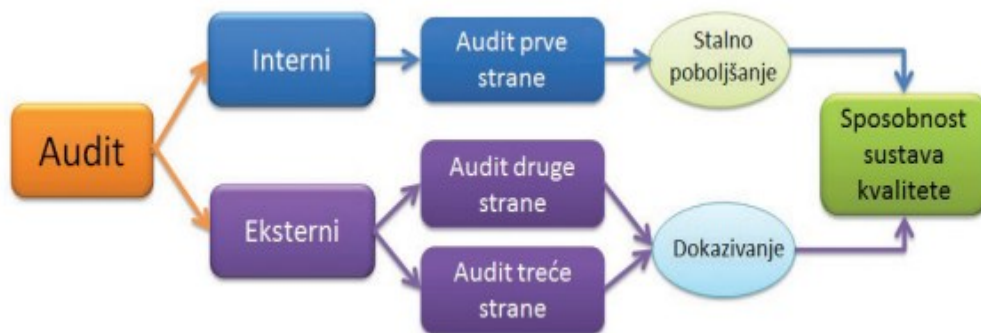 Audit
Interni
Audit prve
strane
Stalno
poboljšanje
Eksterni
Audit druge
strane
Audit treće
strane
Dokazivanje
Sposobnost
sustava
kvalitete